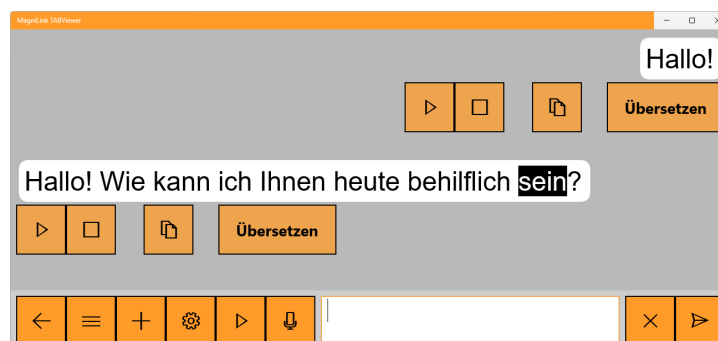 MagniLink TABViewer
Hallo!
Übersetzen
Hallo! Wie kann ich Ihnen heute behilflich sein?
Übersetzen